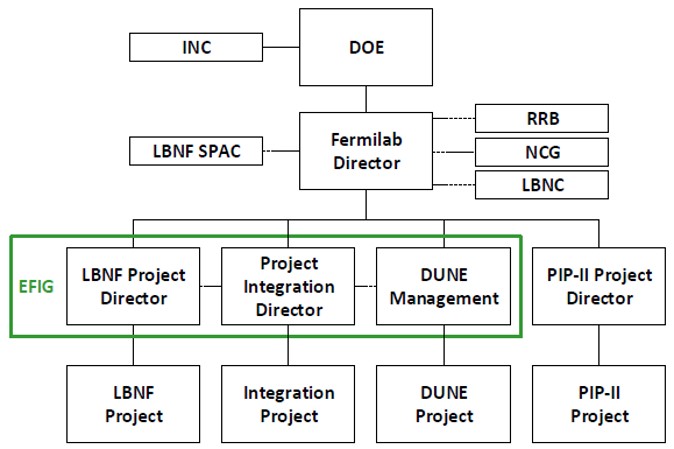 INC
DOE
Fermilab
Director
LBNF SPAC
RRB
NCG
LBNC
EFIG
LBNF Project
Director
Project
Integration
Director
DUNE
Management
PIP-II Project
Director
LBNF
Project
Integration
Project
DUNE
Project
PIP-II
Project